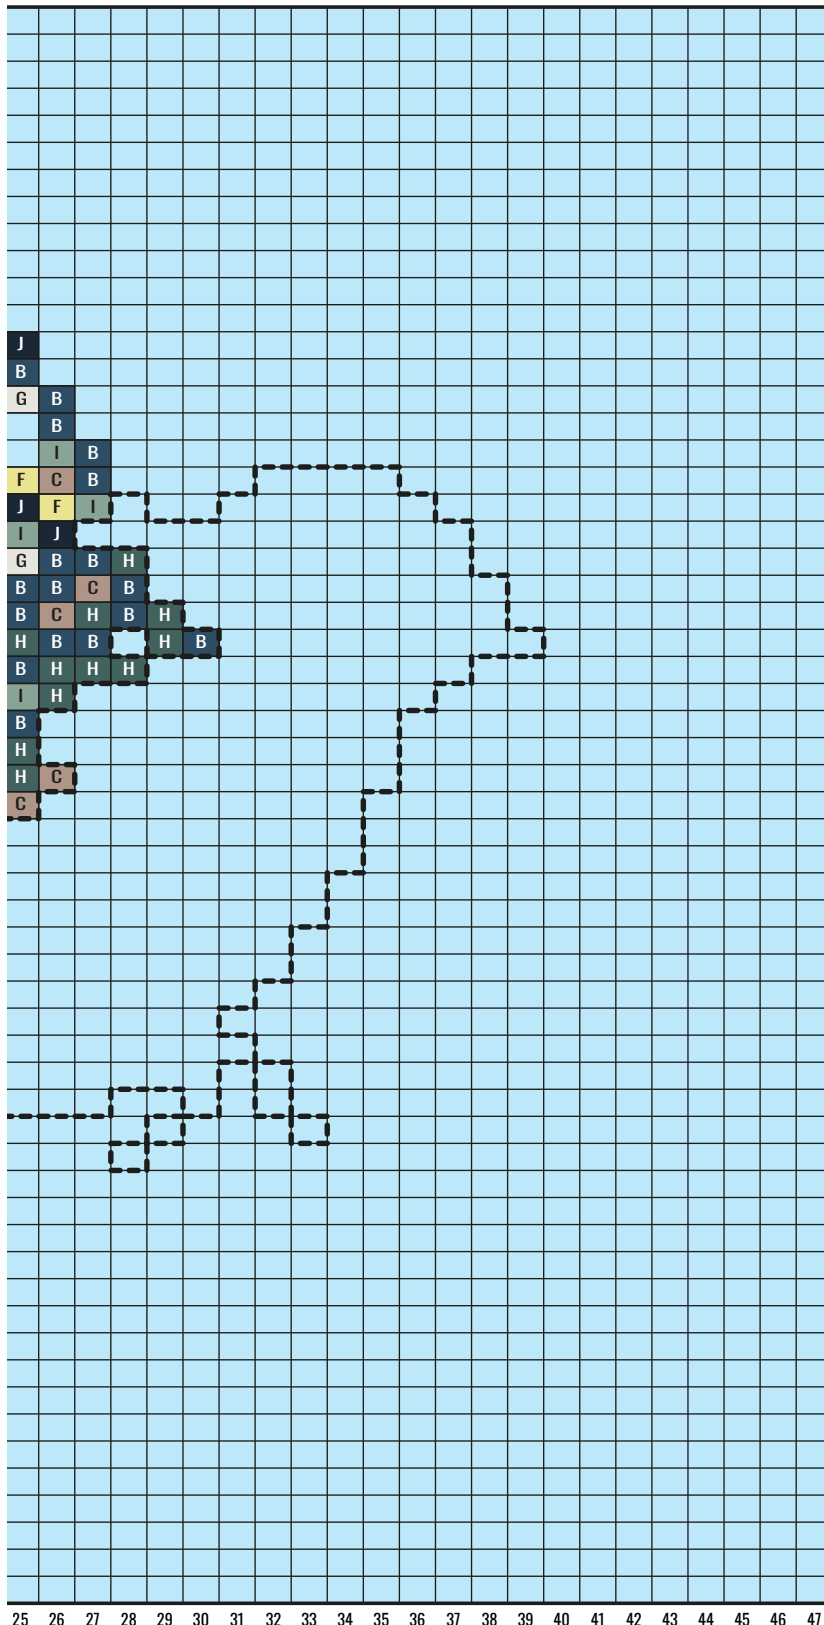 J
B
G B
B
I B
F C B
J F I
I J
G B B H
B B C B
B C H B H
H B B H B
B H H H
I H
B
H
H C
C
25 26 27 28 29 30 31 32 33 34 35 36 37 38 39 40 41 42 43 44 45 46 47